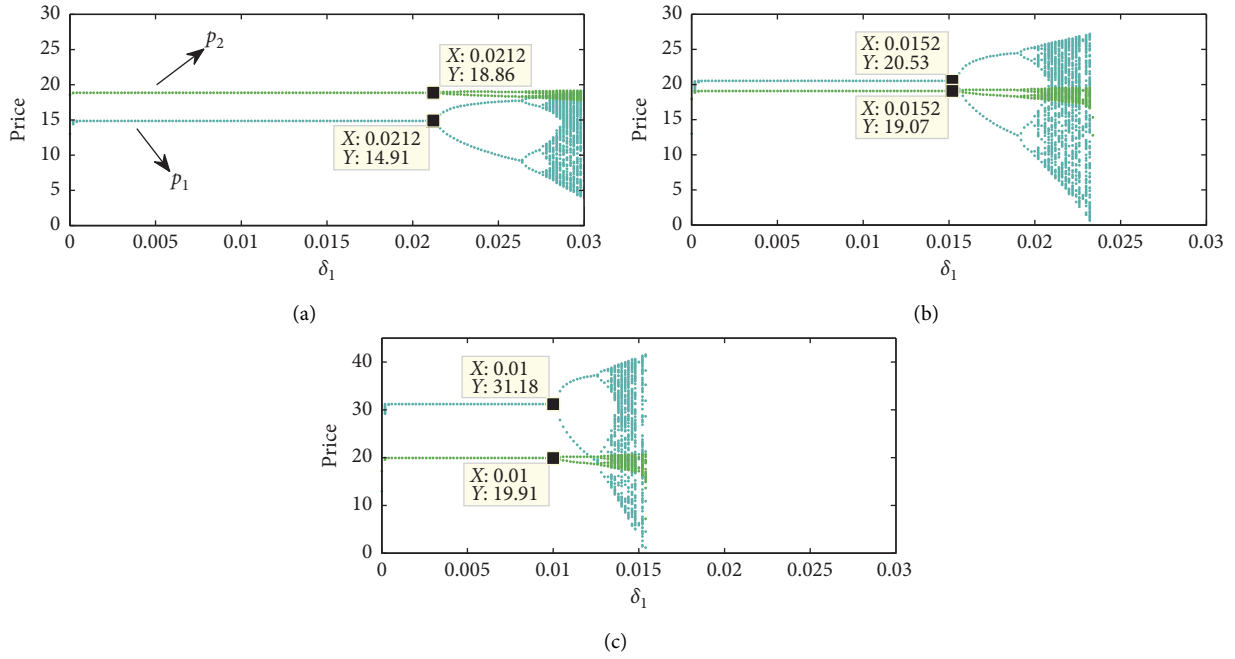 30
25
20
15
10
5
0
Price
p2
p1
X: 0.0212
Y: 18.86
X: 0.0212
Y: 14.91
0
0.005
0.01
0.015
0.02
0.025
0.03
δ1
(a)
30
25
20
15
10
5
0
Price
X: 0.0152
Y: 20.53
X: 0.0152
Y: 19.07
0
0.005
0.01
0.015
0.02
0.025
0.03
δ1
(b)
40
30
20
10
0
Price
X: 0.01
Y: 31.18
X: 0.01
Y: 19.91
0
0.005
0.01
0.015
0.02
0.025
0.03
δ1
(c)